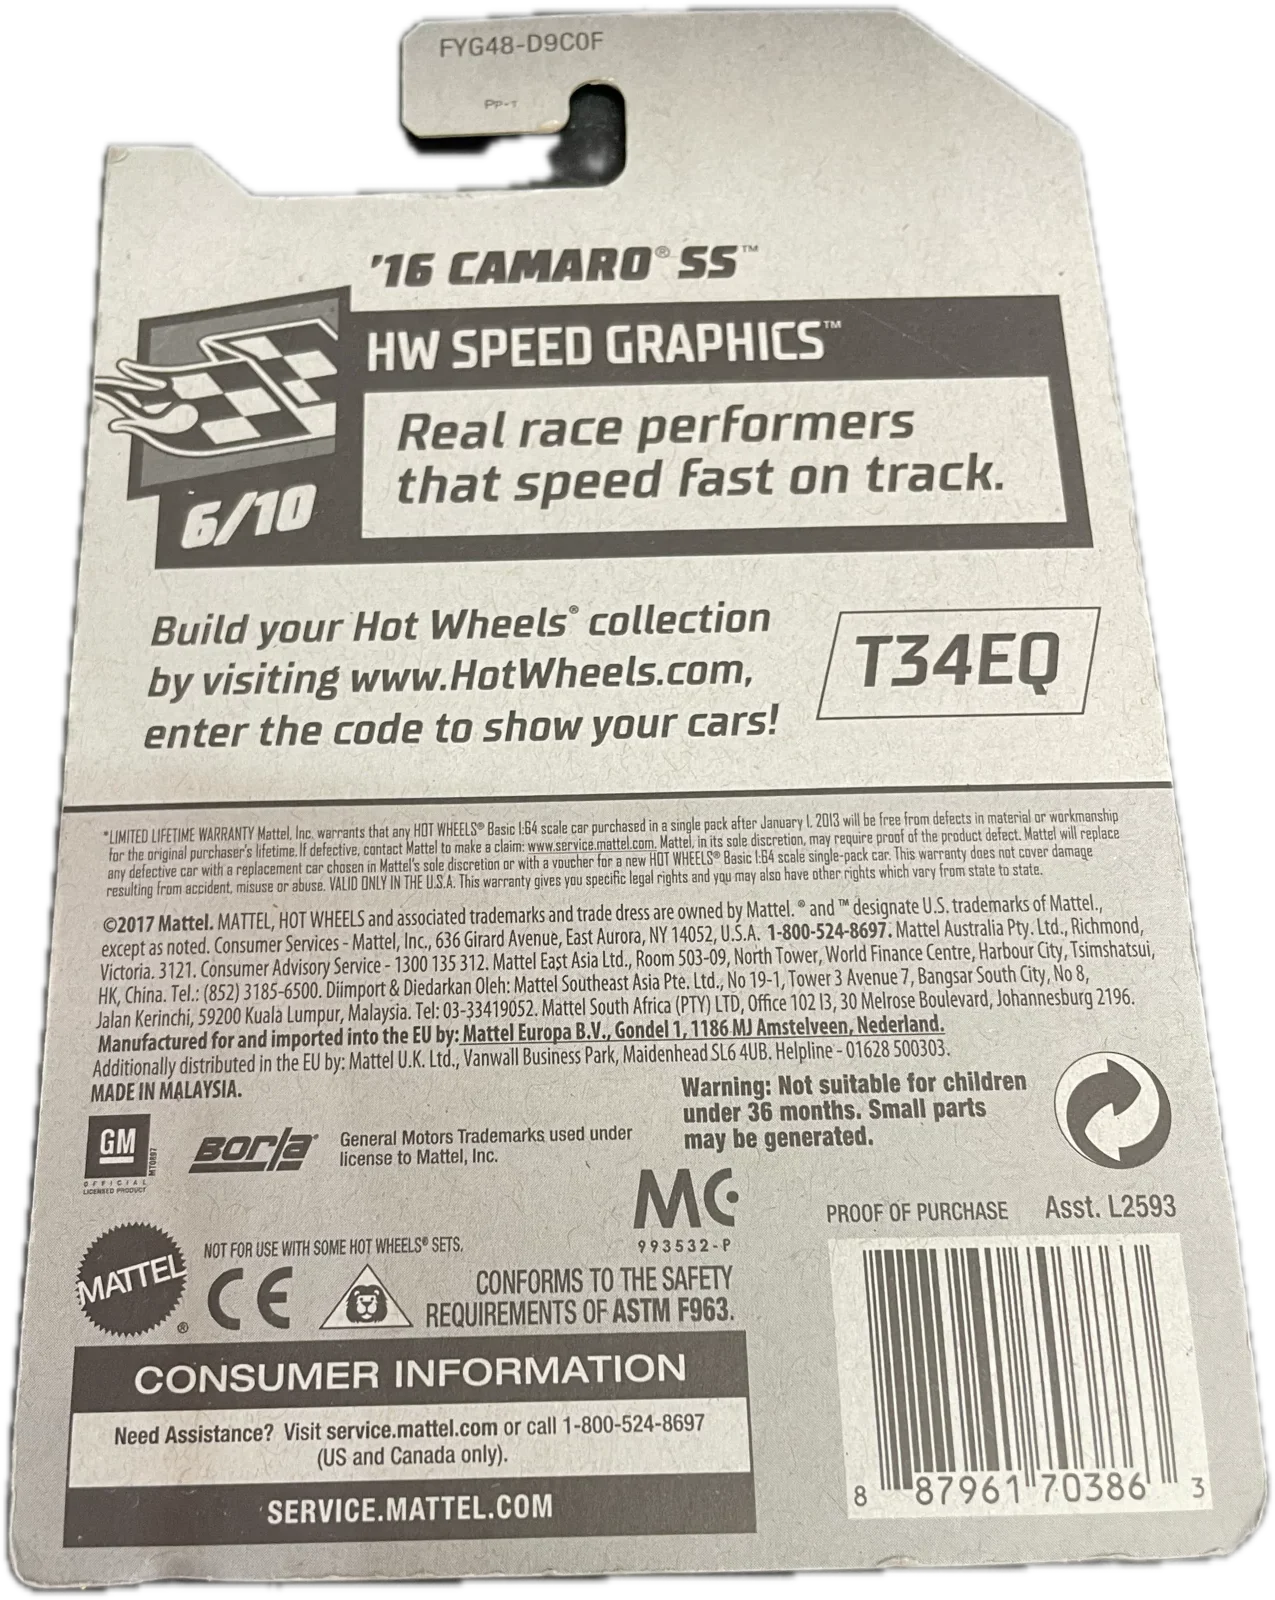 FYG48-D9C0F
PP-1
'16 CAMARO® SS™
HW SPEED GRAPHICS™
Real race performers
that speed fast on track.
6/10
Build your Hot Wheels® collection
by visiting www.HotWheels.com,
enter the code to show your cars!
T34EQ
*LIMITED LIFETIME WARRANTY Mattel, Inc. warrants that any HOT WHEELS® Basic 1:64 scale car purchased in a single pack after January 1, 2013 will be free from defects in material or workmanship
for the original purchaser's lifetime. If defective, contact Mattel to make a claim: www.service.mattel.com. Mattel, in its sole discretion, may require proof of the product defect. Mattel will replace
any defective car with a replacement car chosen in Mattel's sole discretion or with a voucher for a new HOT WHEELS® Basic 1:64 scale single-pack car. This warranty does not cover damage
resulting from accident, misuse or abuse. VALID ONLY IN THE U.S.A. This warranty gives you specific legal rights and you may also have other rights which vary from state to state.
©2017 Mattel. MATTEL, HOT WHEELS and associated trademarks and trade dress are owned by Mattel. ® and ™ designate U.S. trademarks of Mattel.,
except as noted. Consumer Services - Mattel, Inc., 636 Girard Avenue, East Aurora, NY 14052, U.S.A. 1-800-524-8697. Mattel Australia Pty. Ltd., Richmond,
Victoria. 3121. Consumer Advisory Service - 1300 135 312. Mattel East Asia Ltd., Room 503-09, North Tower, World Finance Centre, Harbour City, Tsimshatsui,
HK, China. Tel.: (852) 3185-6500. Diimport & Diedarkan Oleh: Mattel Southeast Asia Pte. Ltd., No 19-1, Tower 3 Avenue 7, Bangsar South City, No 8,
Jalan Kerinchi, 59200 Kuala Lumpur, Malaysia. Tel: 03-33419052. Mattel South Africa (PTY) LTD, Office 102 I3, 30 Melrose Boulevard, Johannesburg 2196.
Manufactured for and imported into the EU by: Mattel Europa B.V., Gondel 1, 1186 MJ Amstelveen, Nederland.
Additionally distributed in the EU by: Mattel U.K. Ltd., Vanwall Business Park, Maidenhead SL6 4UB. Helpline - 01628 500303.
MADE IN MALAYSIA.
Warning: Not suitable for children
under 36 months. Small parts
may be generated.
GM
OFFICIAL
LICENSED PRODUCT
MT0897
BORLA®
General Motors Trademarks used under
license to Mattel, Inc.
MC
993532-P
PROOF OF PURCHASE
Asst. L2593
MATTEL®
NOT FOR USE WITH SOME HOT WHEELS® SETS.
CE
CONFORMS TO THE SAFETY
REQUIREMENTS OF ASTM F963.
CONSUMER INFORMATION
Need Assistance? Visit service.mattel.com or call 1-800-524-8697
(US and Canada only).
SERVICE.MATTEL.COM
8 87961 70386 3